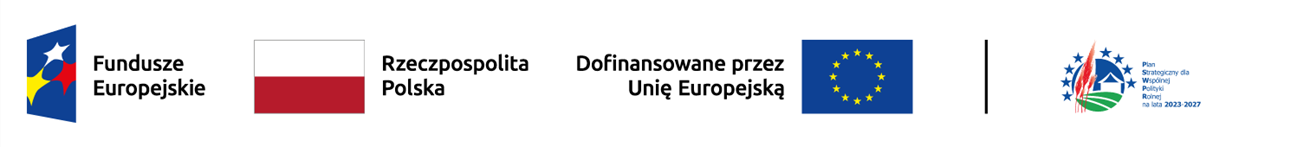 Fundusze
Europejskie
Rzeczpospolita
Polska
Dofinansowane przez
Unię Europejską
Plan
Strategiczny dla
Wspólnej
Polityki
Rolnej
na lata 2023-2027